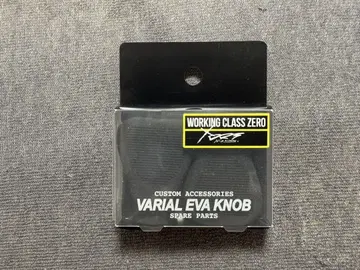 WORKING CLASS ZERO
CUSTOM ACCESSORIES
VARIAL EVA KNOB
SPARE PARTS